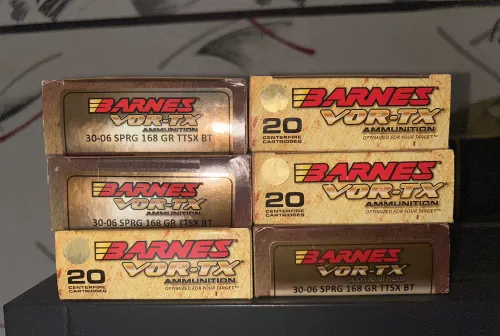 BARNES
VOR-TX
AMMUNITION
30-06 SPRG 168 GR TTSX BT
BARNES
VOR-TX
20
CENTERFIRE
CARTRIDGES
AMMUNITION
OPTIMIZED FOR YOUR TARGET™
BARNES
VOR-TX
AMMUNITION
30-06 SPRG 168 GR TTSX BT
BARNES
VOR-TX
20
CENTERFIRE
CARTRIDGES
AMMUNITION
OPTIMIZED FOR YOUR TARGET™
BARNES
VOR-TX
20
CENTERFIRE
CARTRIDGES
AMMUNITION
OPTIMIZED FOR YOUR TARGET™
BARNES
VOR-TX
AMMUNITION
30-06 SPRG 168 GR TTSX BT